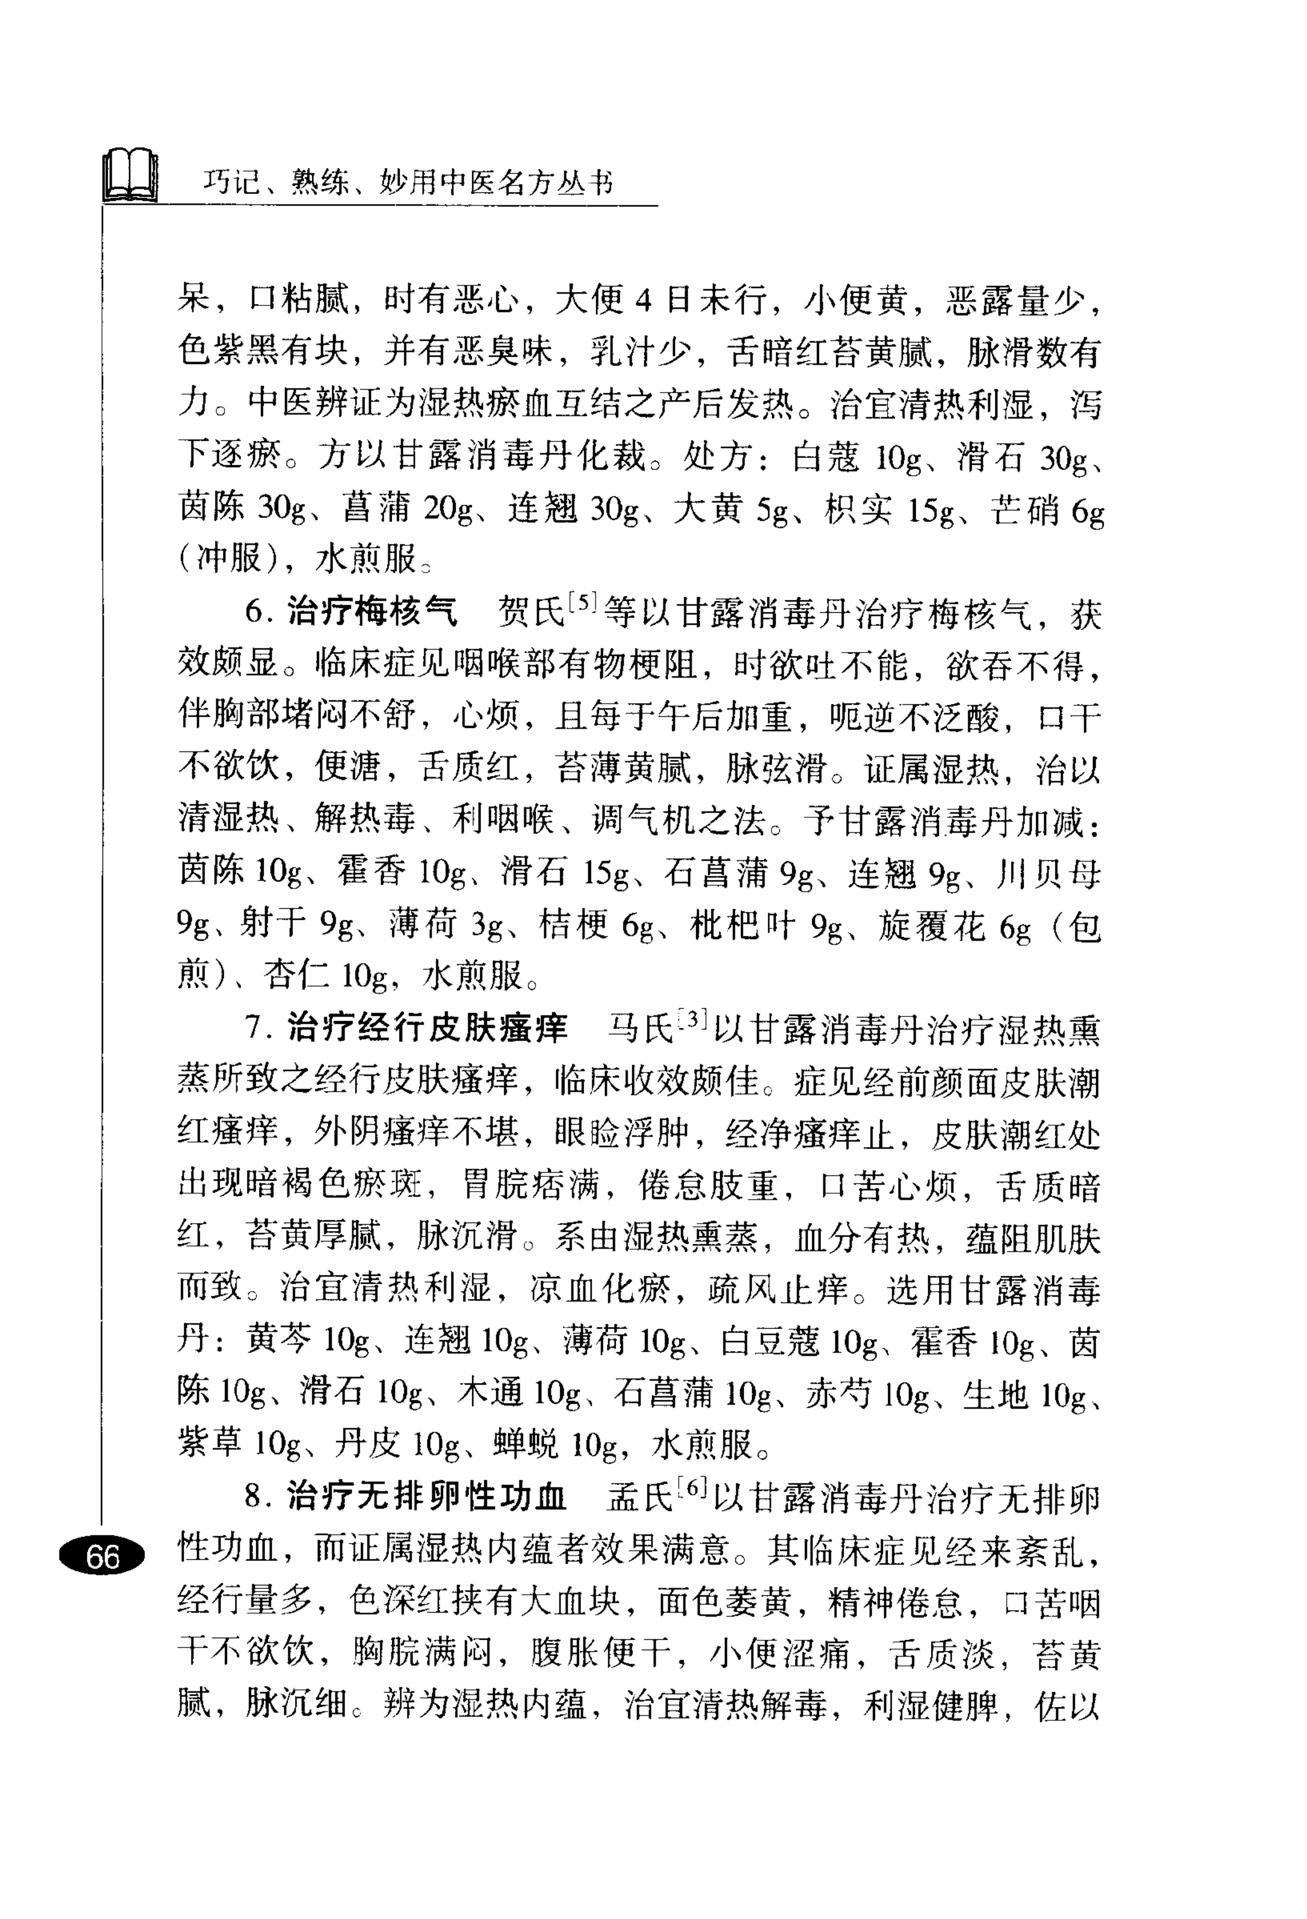 巧记、熟练、妙用中医名方丛书
呆，口粘腻，时有恶心，大便 4 日未行，小便黄，恶露量少，
色紫黑有块，并有恶臭味，乳汁少，舌暗红苔黄腻，脉滑数有
力。中医辨证为湿热瘀血互结之产后发热。治宜清热利湿，泻
下逐瘀。方以甘露消毒丹化裁。处方：白蔻 10g、滑石 30g、
茵陈 30g、菖蒲 20g、连翘 30g、大黄 5g、枳实 15g、芒硝 6g
（冲服），水煎服。
6. 治疗梅核气　贺氏[5]等以甘露消毒丹治疗梅核气，获
效颇显。临床症见咽喉部有物梗阻，时欲吐不能，欲吞不得，
伴胸部堵闷不舒，心烦，且每于午后加重，呃逆不泛酸，口干
不欲饮，便溏，舌质红，苔薄黄腻，脉弦滑。证属湿热，治以
清湿热、解热毒、利咽喉、调气机之法。予甘露消毒丹加减：
茵陈 10g、霍香 10g、滑石 15g、石菖蒲 9g、连翘 9g、川贝母
9g、射干 9g、薄荷 3g、桔梗 6g、枇杷叶 9g、旋覆花 6g（包
煎）、杏仁 10g，水煎服。
7. 治疗经行皮肤瘙痒　马氏[3]以甘露消毒丹治疗湿热熏
蒸所致之经行皮肤瘙痒，临床收效颇佳。症见经前颜面皮肤潮
红瘙痒，外阴瘙痒不堪，眼睑浮肿，经净瘙痒止，皮肤潮红处
出现暗褐色瘀斑，胃脘痞满，倦怠肢重，口苦心烦，舌质暗
红，苔黄厚腻，脉沉滑。系由湿热熏蒸，血分有热，蕴阻肌肤
而致。治宜清热利湿，凉血化瘀，疏风止痒。选用甘露消毒
丹：黄芩 10g、连翘 10g、薄荷 10g、白豆蔻 10g、霍香 10g、茵
陈 10g、滑石 10g、木通 10g、石菖蒲 10g、赤芍 10g、生地 10g、
紫草 10g、丹皮 10g、蝉蜕 10g，水煎服。
8. 治疗无排卵性功血　孟氏[6]以甘露消毒丹治疗无排卵
性功血，而证属湿热内蕴者效果满意。其临床症见经来紊乱，
经行量多，色深红挟有大血块，面色萎黄，精神倦怠，口苦咽
干不欲饮，胸脘满闷，腹胀便干，小便涩痛，舌质淡，苔黄
腻，脉沉细。辨为湿热内蕴，治宜清热解毒，利湿健脾，佐以
66